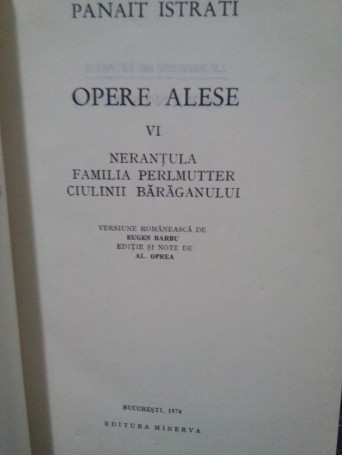 PANAIT ISTRATI
OPERE ALESE
VI
NERANȚULA
FAMILIA PERLMUTTER
CIULINII BĂRĂGANULUI
VERSIUNE ROMÂNEASCĂ DE
EUGEN BARBU
EDIȚIE ȘI NOTE DE
AL. OPREA
BUCUREȘTI, 1974
EDITURA MINERVA